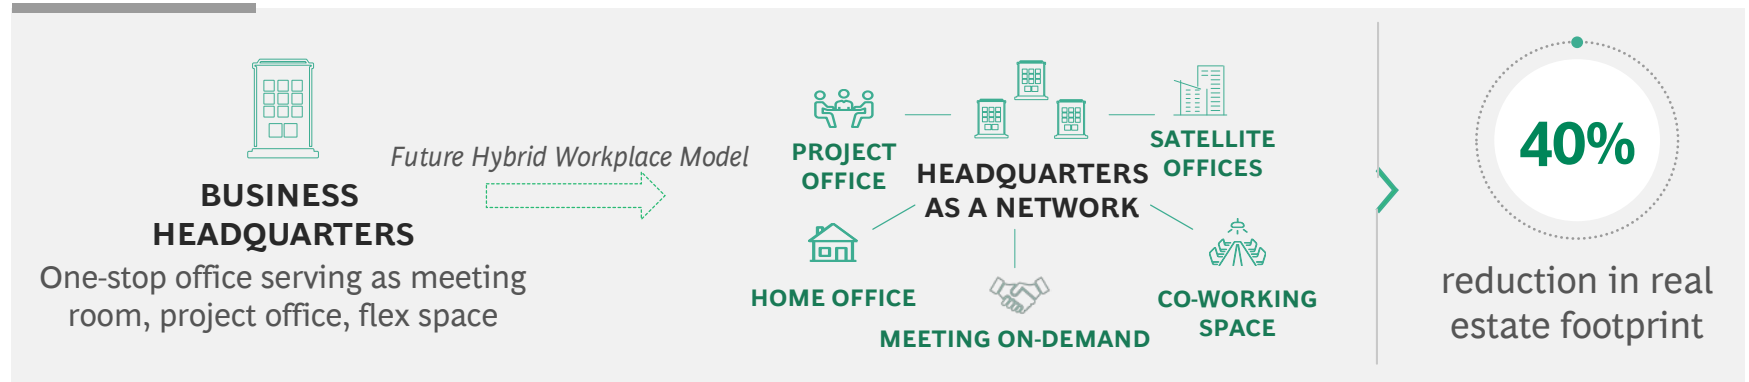 BUSINESS
HEADQUARTERS
One-stop office serving as meeting
room, project office, flex space
Future Hybrid Workplace Model
PROJECT
OFFICE
HEADQUARTERS
AS A NETWORK
SATELLITE
OFFICES
HOME OFFICE
MEETING ON-DEMAND
CO-WORKING
SPACE
40%
reduction in real
estate footprint